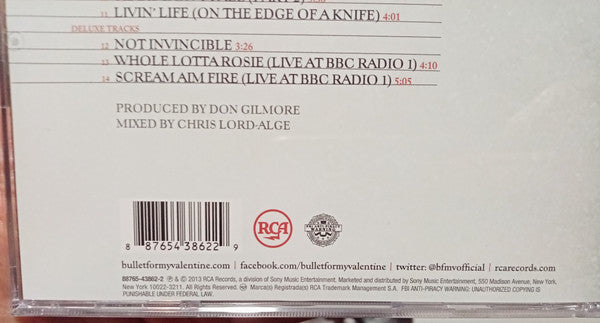 11 LIVIN' LIFE (ON THE EDGE OF A KNIFE) 4:01
DELUXE TRACKS
12 NOT INVINCIBLE 3:26
13 WHOLE LOTTA ROSIE (LIVE AT BBC RADIO 1) 4:10
14 SCREAM AIM FIRE (LIVE AT BBC RADIO 1) 5:05
PRODUCED BY DON GILMORE
MIXED BY CHRIS LORD-ALGE
8 87654 38622 9
RCA
WARNING
bulletformyvalentine.com | facebook.com/bulletformyvalentine | twitter: @bfmvofficial | rcarecords.com
88765-43862-2 ℗ & © 2013 RCA Records, a division of Sony Music Entertainment. Marketed and distributed by Sony Music Entertainment, 550 Madison Avenue, New York,
New York 10022-3211. All Rights Reserved. ® Marca(s) Registrada(s) RCA Trademark Management S.A. FBI ANTI-PIRACY WARNING: UNAUTHORIZED COPYING IS
PUNISHABLE UNDER FEDERAL LAW.